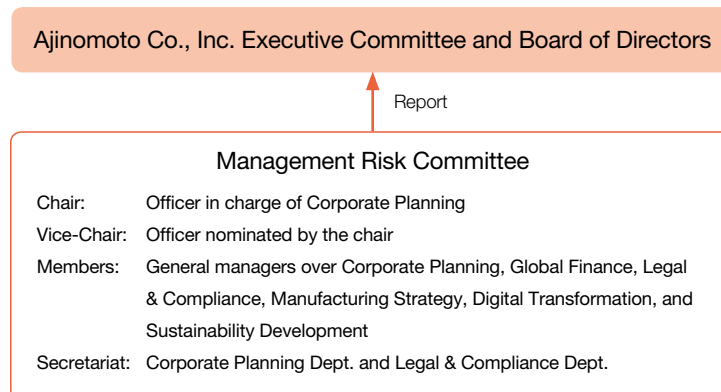 Ajinomoto Co., Inc. Executive Committee and Board of Directors
Report
Management Risk Committee
Chair: Officer in charge of Corporate Planning
Vice-Chair: Officer nominated by the chair
Members: General managers over Corporate Planning, Global Finance, Legal
& Compliance, Manufacturing Strategy, Digital Transformation, and
Sustainability Development
Secretariat: Corporate Planning Dept. and Legal & Compliance Dept.